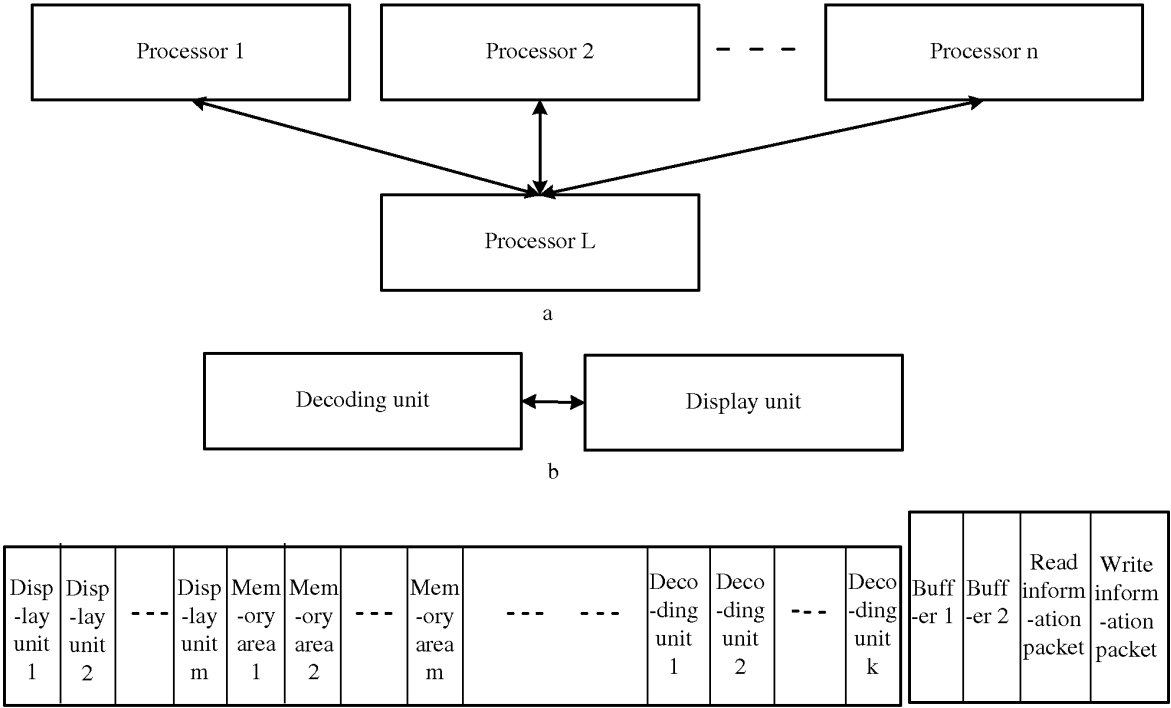 Processor 1
Processor 2
Processor n
Processor L
a
Decoding unit
Display unit
b
Disp
-lay
unit
1
Disp
-lay
unit
2
Disp
-lay
unit
m
Mem
-ory
area
1
Mem
-ory
area
2
Mem
-ory
area
m
Deco
-ding
unit
1
Deco
-ding
unit
2
Deco
-ding
unit
k
Buff
-er 1
Buff
-er 2
Read
inform
-ation
packet
Write
inform
-ation
packet